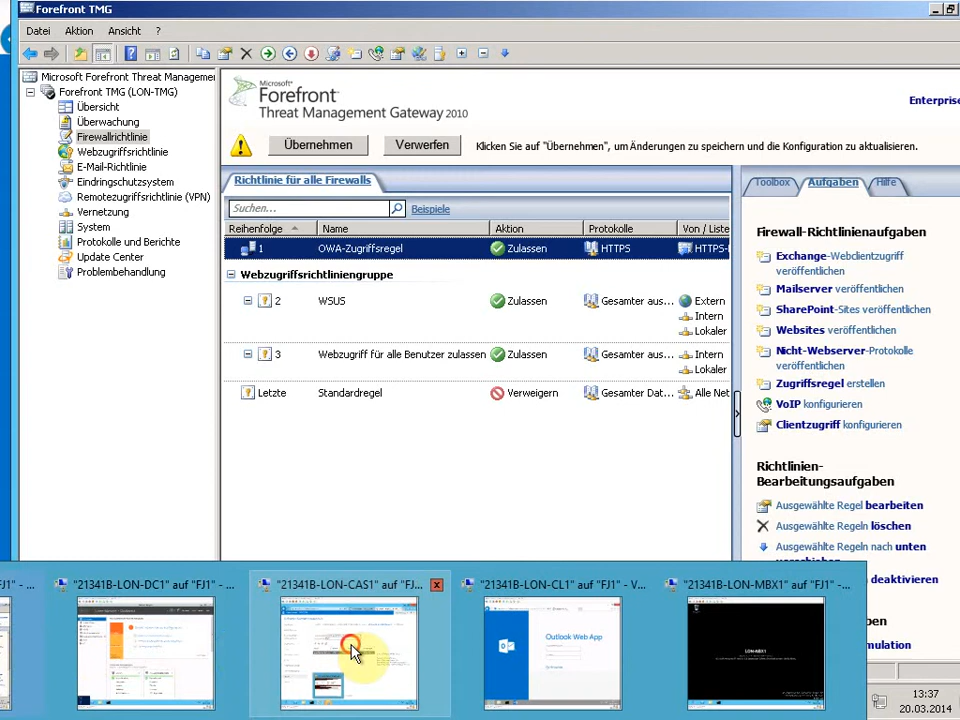 Forefront TMG
Datei Aktion Ansicht ?
Microsoft Forefront Threat Manageme
Forefront TMG (LON-TMG)
Übersicht
Überwachung
Firewallrichtlinie
Webzugriffsrichtlinie
E-Mail-Richtlinie
Eindringschutzsystem
Remotezugriffsrichtlinie (VPN)
Vernetzung
System
Protokolle und Berichte
Update Center
Problembehandlung
Microsoft®
Forefront™
Threat Management Gateway 2010
Enterprise
Übernehmen Verwerfen Klicken Sie auf "Übernehmen", um Änderungen zu speichern und die Konfiguration zu aktualisieren.
Richtlinie für alle Firewalls
Suchen... Beispiele
Reihenfolge Name Aktion Protokolle Von / Liste
1 OWA-Zugriffsregel Zulassen HTTPS HTTPS-
Webzugriffsrichtliniengruppe
2 WSUS Zulassen Gesamter aus... Extern
Intern
Lokaler
3 Webzugriff für alle Benutzer zulassen Zulassen Gesamter aus... Intern
Lokaler
Letzte Standardregel Verweigern Gesamter Dat... Alle Net
Toolbox Aufgaben Hilfe
Firewall-Richtlinienaufgaben
Exchange-Webclientzugriff
veröffentlichen
Mailserver veröffentlichen
SharePoint-Sites veröffentlichen
Websites veröffentlichen
Nicht-Webserver-Protokolle
veröffentlichen
Zugriffsregel erstellen
VoIP konfigurieren
Clientzugriff konfigurieren
Richtlinien-
Bearbeitungsaufgaben
Ausgewählte Regel bearbeiten
Ausgewählte Regeln löschen
Ausgewählte Regeln nach unten
deaktivieren
mulation
FJ1" - ...
"21341B-LON-DC1" auf "FJ1" - ...
"21341B-LON-CAS1" auf "FJ...
"21341B-LON-CL1" auf "FJ1" - V...
"21341B-LON-MBX1" auf "FJ1" -...
Outlook Web App
LON-MBX1
13:37
20.03.2014